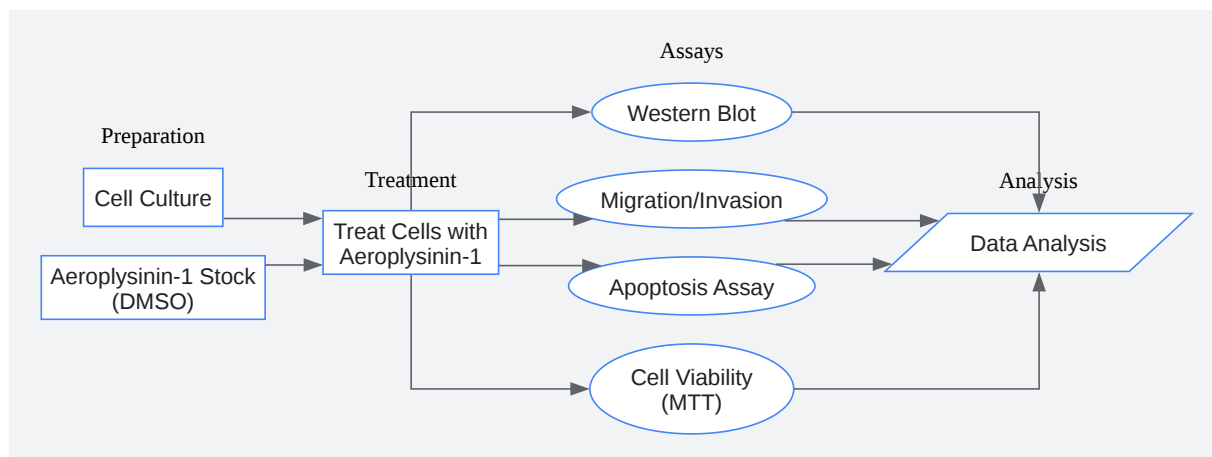 Preparation
Cell Culture
Aeroplysinin-1 Stock
(DMSO)
Treatment
Treat Cells with
Aeroplysinin-1
Assays
Western Blot
Migration/Invasion
Apoptosis Assay
Cell Viability
(MTT)
Analysis
Data Analysis